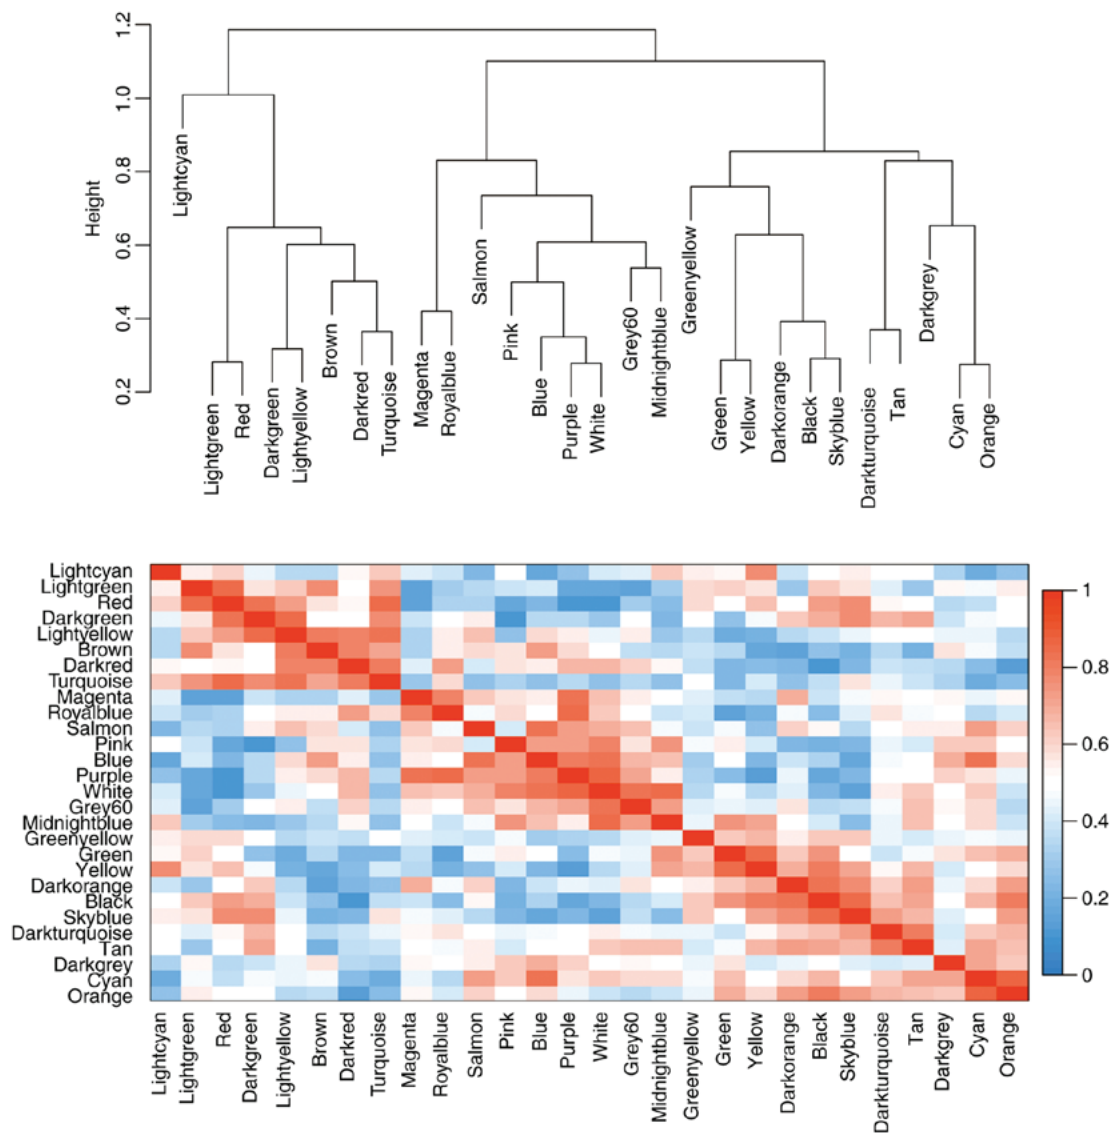 Height
1.2
1.0
0.8
0.6
0.4
0.2
Lightcyan
Lightgreen
Red
Darkgreen
Lightyellow
Brown
Darkred
Turquoise
Magenta
Royalblue
Salmon
Pink
Blue
Purple
White
Grey60
Midnightblue
Greenyellow
Green
Yellow
Darkorange
Black
Skyblue
Darkturquoise
Tan
Darkgrey
Cyan
Orange
Lightcyan
Lightgreen
Red
Darkgreen
Lightyellow
Brown
Darkred
Turquoise
Magenta
Royalblue
Salmon
Pink
Blue
Purple
White
Grey60
Midnightblue
Greenyellow
Green
Yellow
Darkorange
Black
Skyblue
Darkturquoise
Tan
Darkgrey
Cyan
Orange
1
0.8
0.6
0.4
0.2
0
Lightcyan
Lightgreen
Red
Darkgreen
Lightyellow
Brown
Darkred
Turquoise
Magenta
Royalblue
Salmon
Pink
Blue
Purple
White
Grey60
Midnightblue
Greenyellow
Green
Yellow
Darkorange
Black
Skyblue
Darkturquoise
Tan
Darkgrey
Cyan
Orange